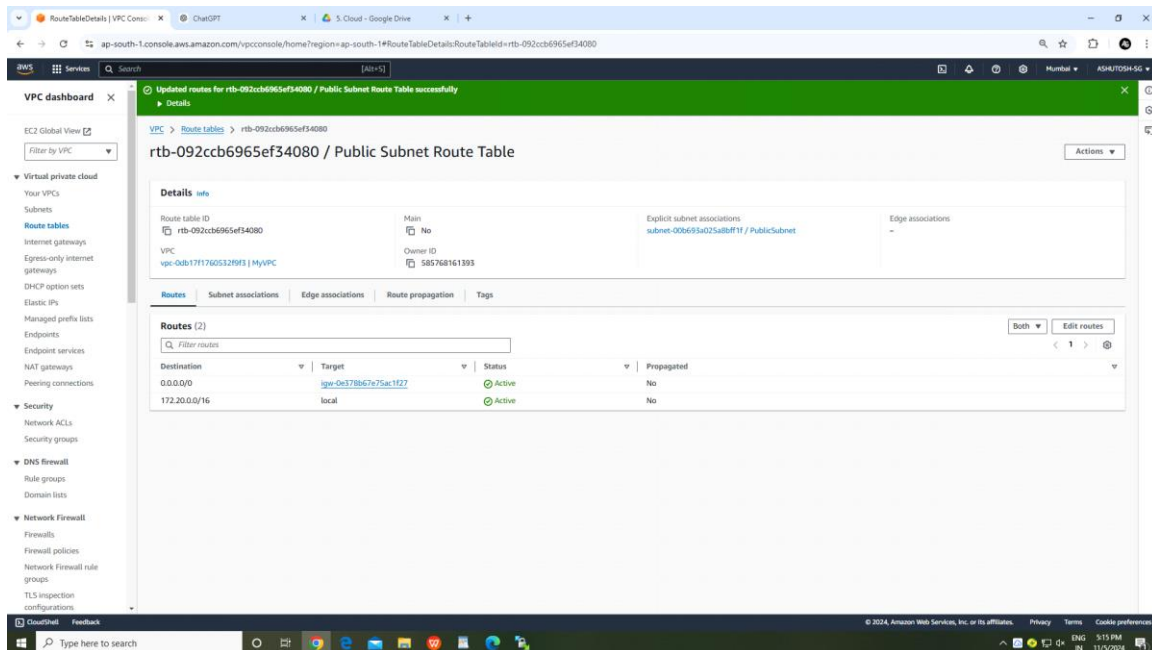 RouteTableDetails | VPC Conso
ChatGPT
5. Cloud - Google Drive
ap-south-1.console.aws.amazon.com/vpcconsole/home?region=ap-south-1#RouteTableDetails:RouteTableId=rtb-092ccb6965ef34080
aws Services Search [Alt+S] Mumbai ASHUTOSH-SG
VPC dashboard
EC2 Global View
Filter by VPC
Virtual private cloud
Your VPCs
Subnets
Route tables
Internet gateways
Egress-only internet
gateways
DHCP option sets
Elastic IPs
Managed prefix lists
Endpoints
Endpoint services
NAT gateways
Peering connections
Security
Network ACLs
Security groups
DNS firewall
Rule groups
Domain lists
Network Firewall
Firewalls
Firewall policies
Network Firewall rule
groups
TLS inspection
configurations
Updated routes for rtb-092ccb6965ef34080 / Public Subnet Route Table successfully
Details
VPC > Route tables > rtb-092ccb6965ef34080
rtb-092ccb6965ef34080 / Public Subnet Route Table
Actions
Details Info
Route table ID
rtb-092ccb6965ef34080
Main
No
Explicit subnet associations
subnet-00b693a025a8bff1f / PublicSubnet
Edge associations
–
VPC
vpc-0db17f1760532f9f3 | MyVPC
Owner ID
585768161393
Routes Subnet associations Edge associations Route propagation Tags
Routes (2) Both Edit routes
Filter routes < 1 >
Destination Target Status Propagated
0.0.0.0/0 igw-0e378b67e75ac1f27 Active No
172.20.0.0/16 local Active No
CloudShell Feedback © 2024, Amazon Web Services, Inc. or its affiliates. Privacy Terms Cookie preferences
Type here to search ENG 5:15 PM
IN 11/5/2024